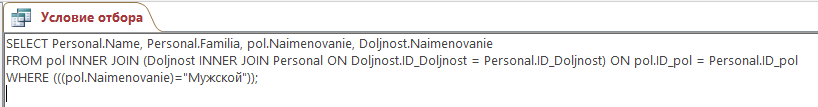 Условие отбора
SELECT Personal.Name, Personal.Familia, pol.Naimenovanie, Doljnost.Naimenovanie
FROM pol INNER JOIN (Doljnost INNER JOIN Personal ON Doljnost.ID_Doljnost = Personal.ID_Doljnost) ON pol.ID_pol = Personal.ID_pol
WHERE (((pol.Naimenovanie)="Мужской"));